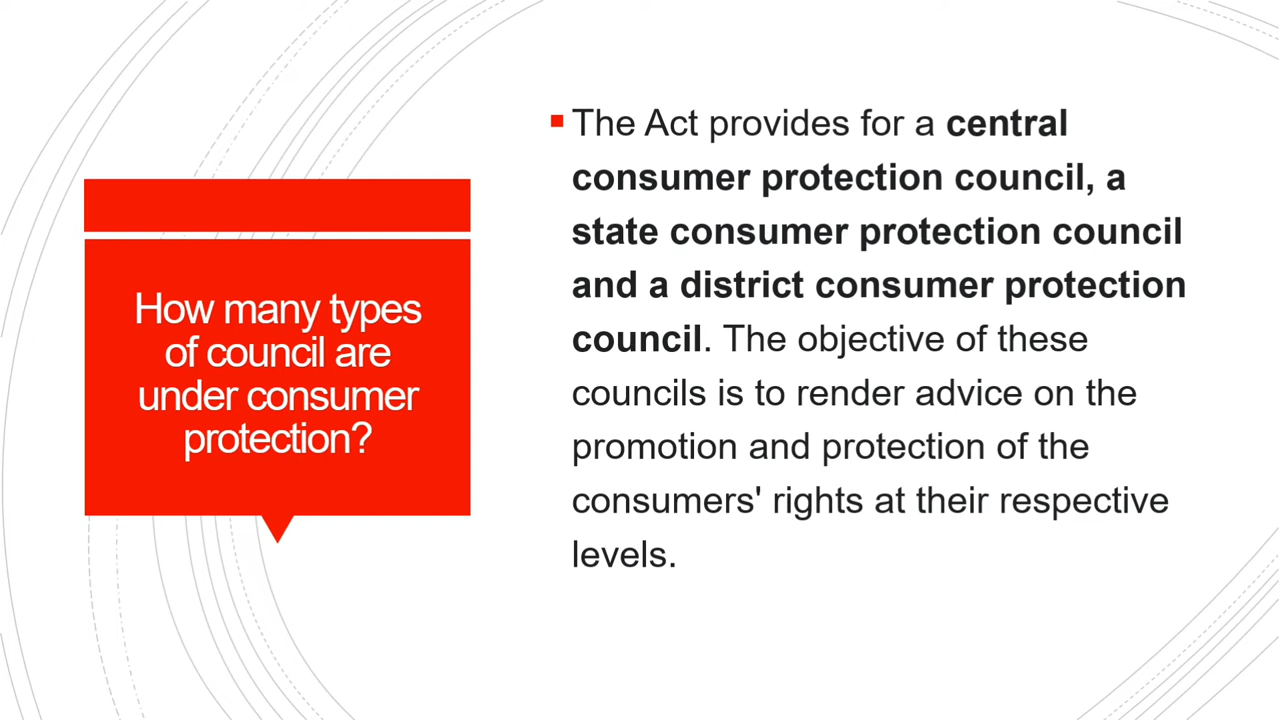 How many types
of council are
under consumer
protection?
The Act provides for a central
consumer protection council, a
state consumer protection council
and a district consumer protection
council. The objective of these
councils is to render advice on the
promotion and protection of the
consumers' rights at their respective
levels.